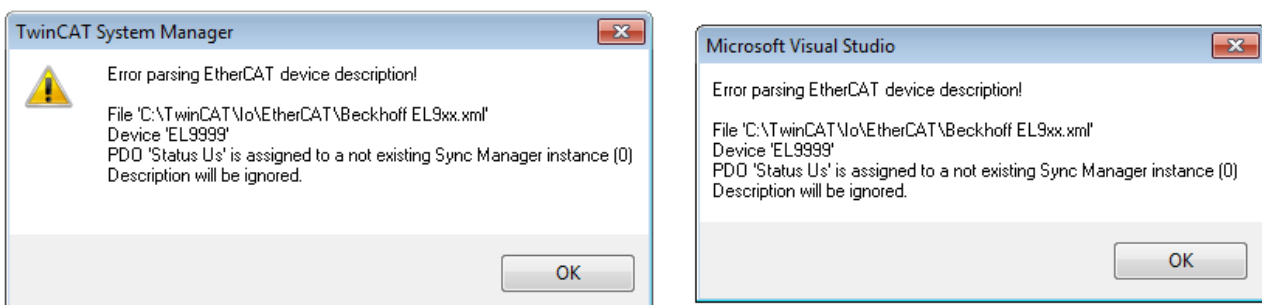 TwinCAT System Manager
Error parsing EtherCAT device description!
File 'C:\TwinCAT\Io\EtherCAT\Beckhoff EL9xx.xml'
Device 'EL9999'
PDO 'Status Us' is assigned to a not existing Sync Manager instance (0)
Description will be ignored.
OK
Microsoft Visual Studio
Error parsing EtherCAT device description!
File 'C:\TwinCAT\Io\EtherCAT\Beckhoff EL9xx.xml'
Device 'EL9999'
PDO 'Status Us' is assigned to a not existing Sync Manager instance (0)
Description will be ignored.
OK